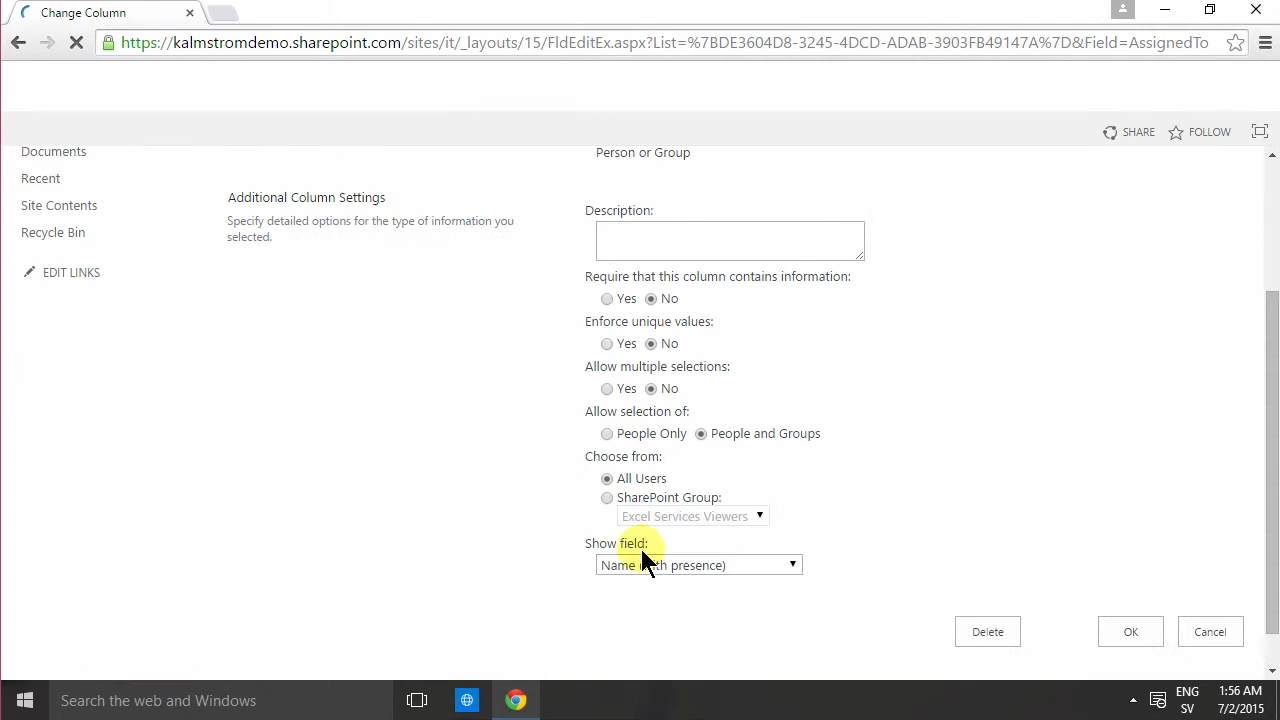 Change Column
https://kalmstromdemo.sharepoint.com/sites/it/_layouts/15/FldEditEx.aspx?List=%7BDE3604D8-3245-4DCD-ADAB-3903FB49147A%7D&Field=AssignedTo
SHARE FOLLOW
Documents
Recent
Site Contents
Recycle Bin
EDIT LINKS
Person or Group
Additional Column Settings
Specify detailed options for the type of information you
selected.
Description:
Require that this column contains information:
Yes No
Enforce unique values:
Yes No
Allow multiple selections:
Yes No
Allow selection of:
People Only People and Groups
Choose from:
All Users
SharePoint Group:
Excel Services Viewers
Show field:
Name (with presence)
Delete OK Cancel
Search the web and Windows
ENG
SV
1:56 AM
7/2/2015